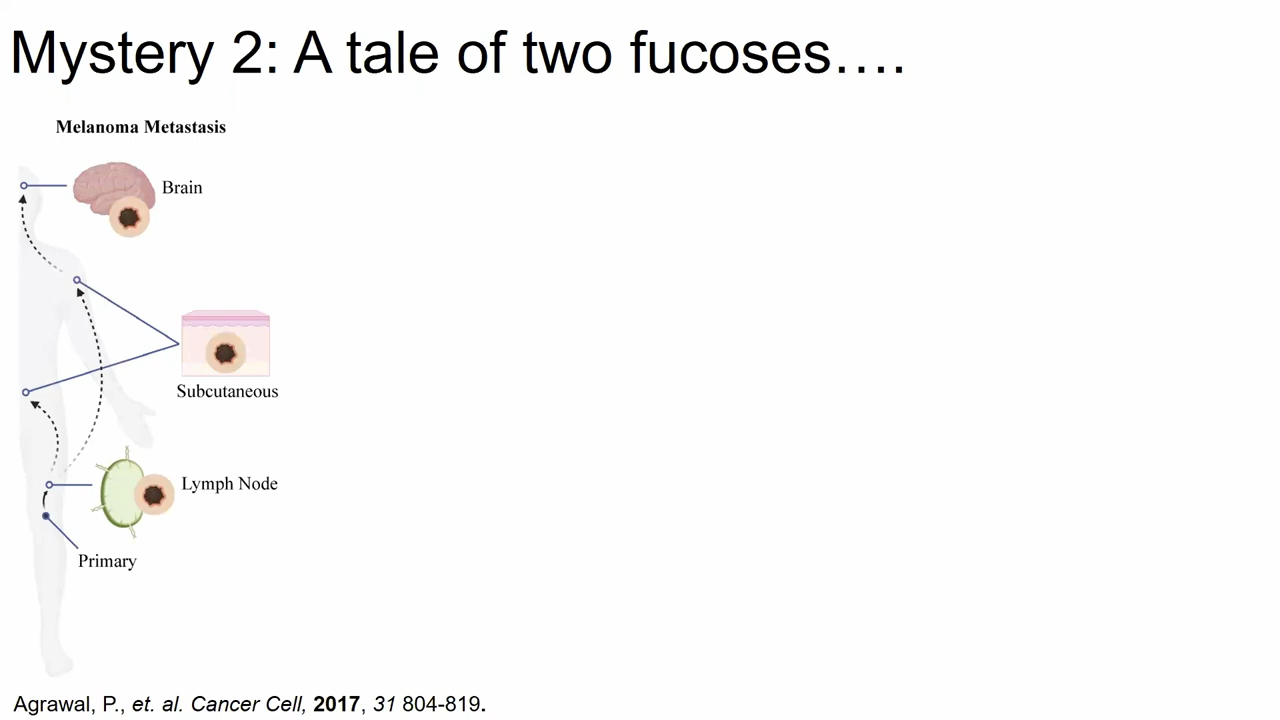 Mystery 2: A tale of two fucoses….
Melanoma Metastasis
Brain
Subcutaneous
Lymph Node
Primary
Agrawal, P., et. al. Cancer Cell, 2017, 31 804-819.